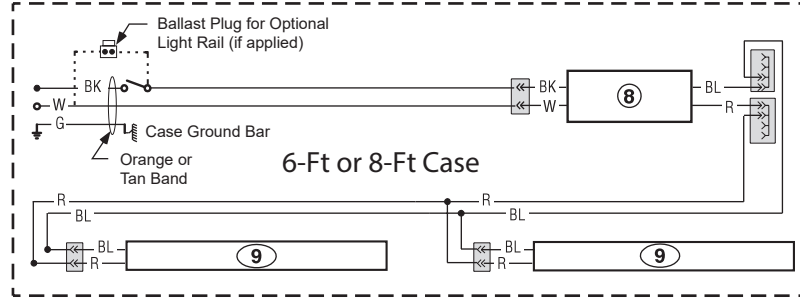 Ballast Plug for Optional
Light Rail (if applied)
BK
BK
8
BL
W
W
R
G
Case Ground Bar
Orange or
Tan Band
6-Ft or 8-Ft Case
R
R
BL
BL
BL
9
BL
9
R
R